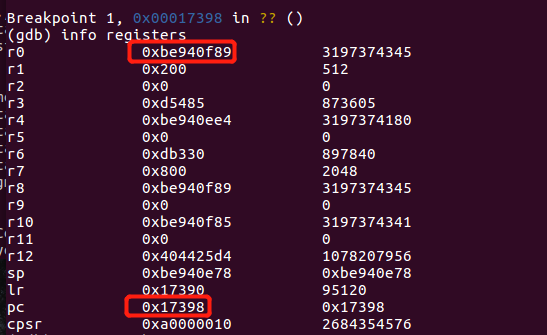 Breakpoint 1, 0x00017398 in ?? ()
(gdb) info registers
r0 0xbe940f89 3197374345
r1 0x200 512
r2 0x0 0
r3 0xd5485 873605
r4 0xbe940ee4 3197374180
r5 0x0 0
r6 0xdb330 897840
r7 0x800 2048
r8 0xbe940f89 3197374345
r9 0x0 0
r10 0xbe940f85 3197374341
r11 0x0 0
r12 0x404425d4 1078207956
sp 0xbe940e78 0xbe940e78
lr 0x17390 95120
pc 0x17398 0x17398
cpsr 0xa0000010 2684354576